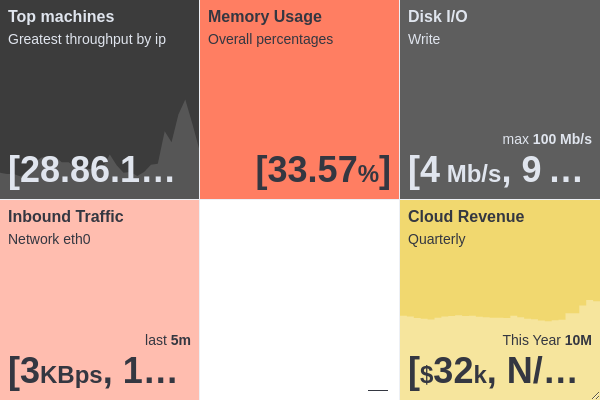 Top machines
Greatest throughput by ip
[28.86.1…
Memory Usage
Overall percentages
[33.57%]
Disk I/O
Write
max 100 Mb/s
[4 Mb/s, 9 …
Inbound Traffic
Network eth0
last 5m
[3KBps, 1…
__
Cloud Revenue
Quarterly
This Year 10M
[$32k, N/…